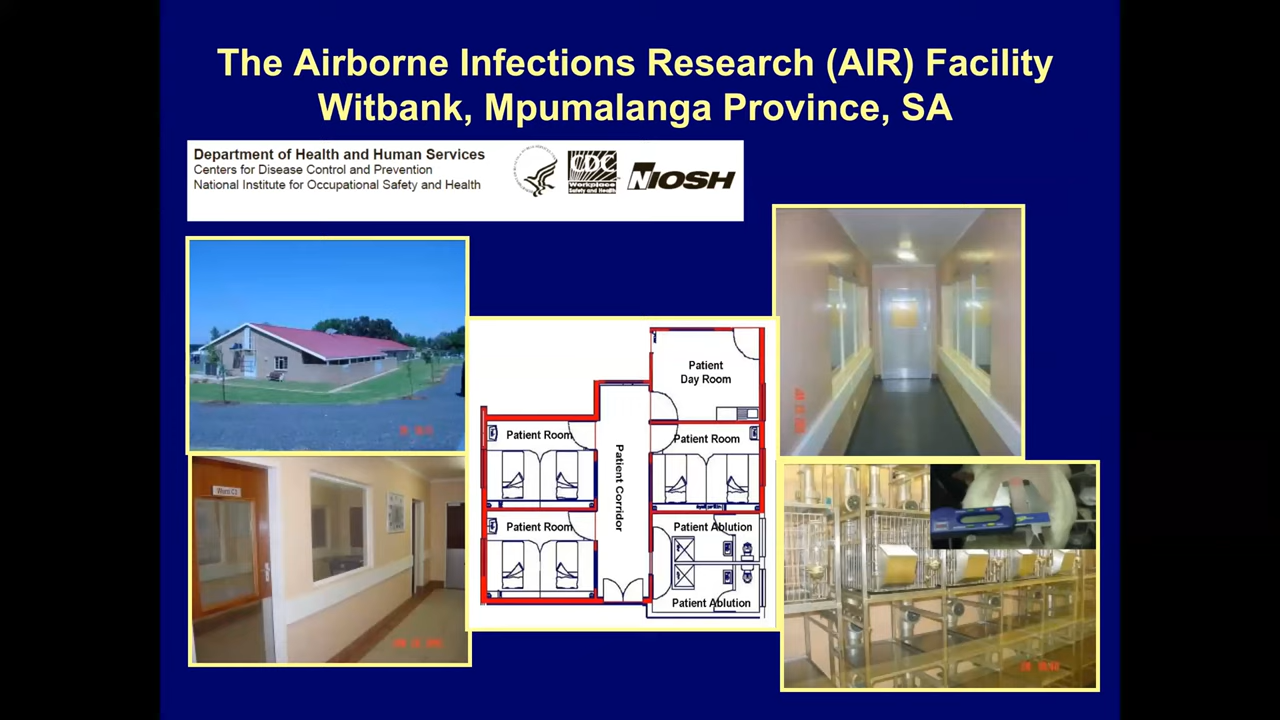 The Airborne Infections Research (AIR) Facility
Witbank, Mpumalanga Province, SA
Department of Health and Human Services
Centers for Disease Control and Prevention
National Institute for Occupational Safety and Health
CDC
Workplace
Safety and Health
NIOSH
Patient
Day Room
Patient Room
Patient Room
Patient Corridor
Patient Room
Patient Ablution
Patient Ablution